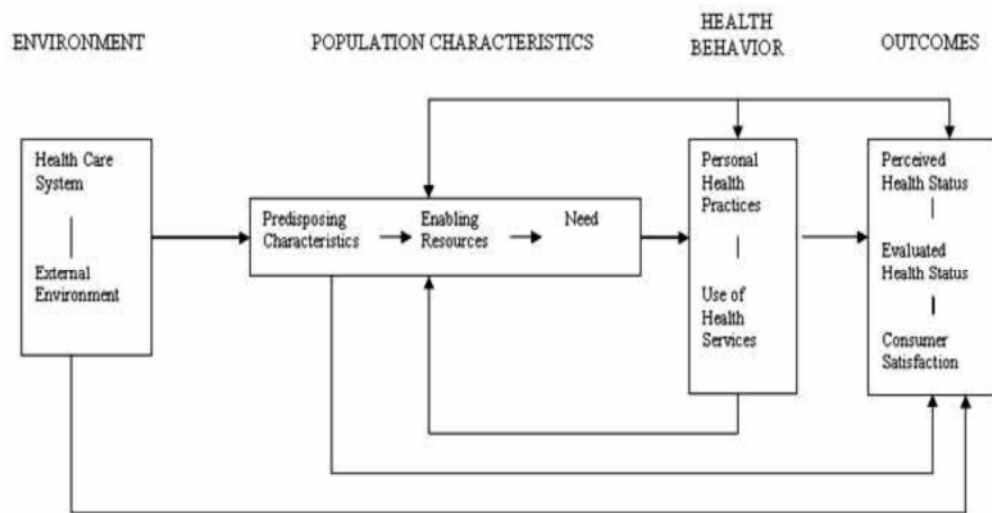 ENVIRONMENT
POPULATION CHARACTERISTICS
HEALTH
BEHAVIOR
OUTCOMES
Health Care
System
External
Environment
Predisposing
Characteristics
Enabling
Resources
Need
Personal
Health
Practices
Use of
Health
Services
Perceived
Health Status
Evaluated
Health Status
Consumer
Satisfaction